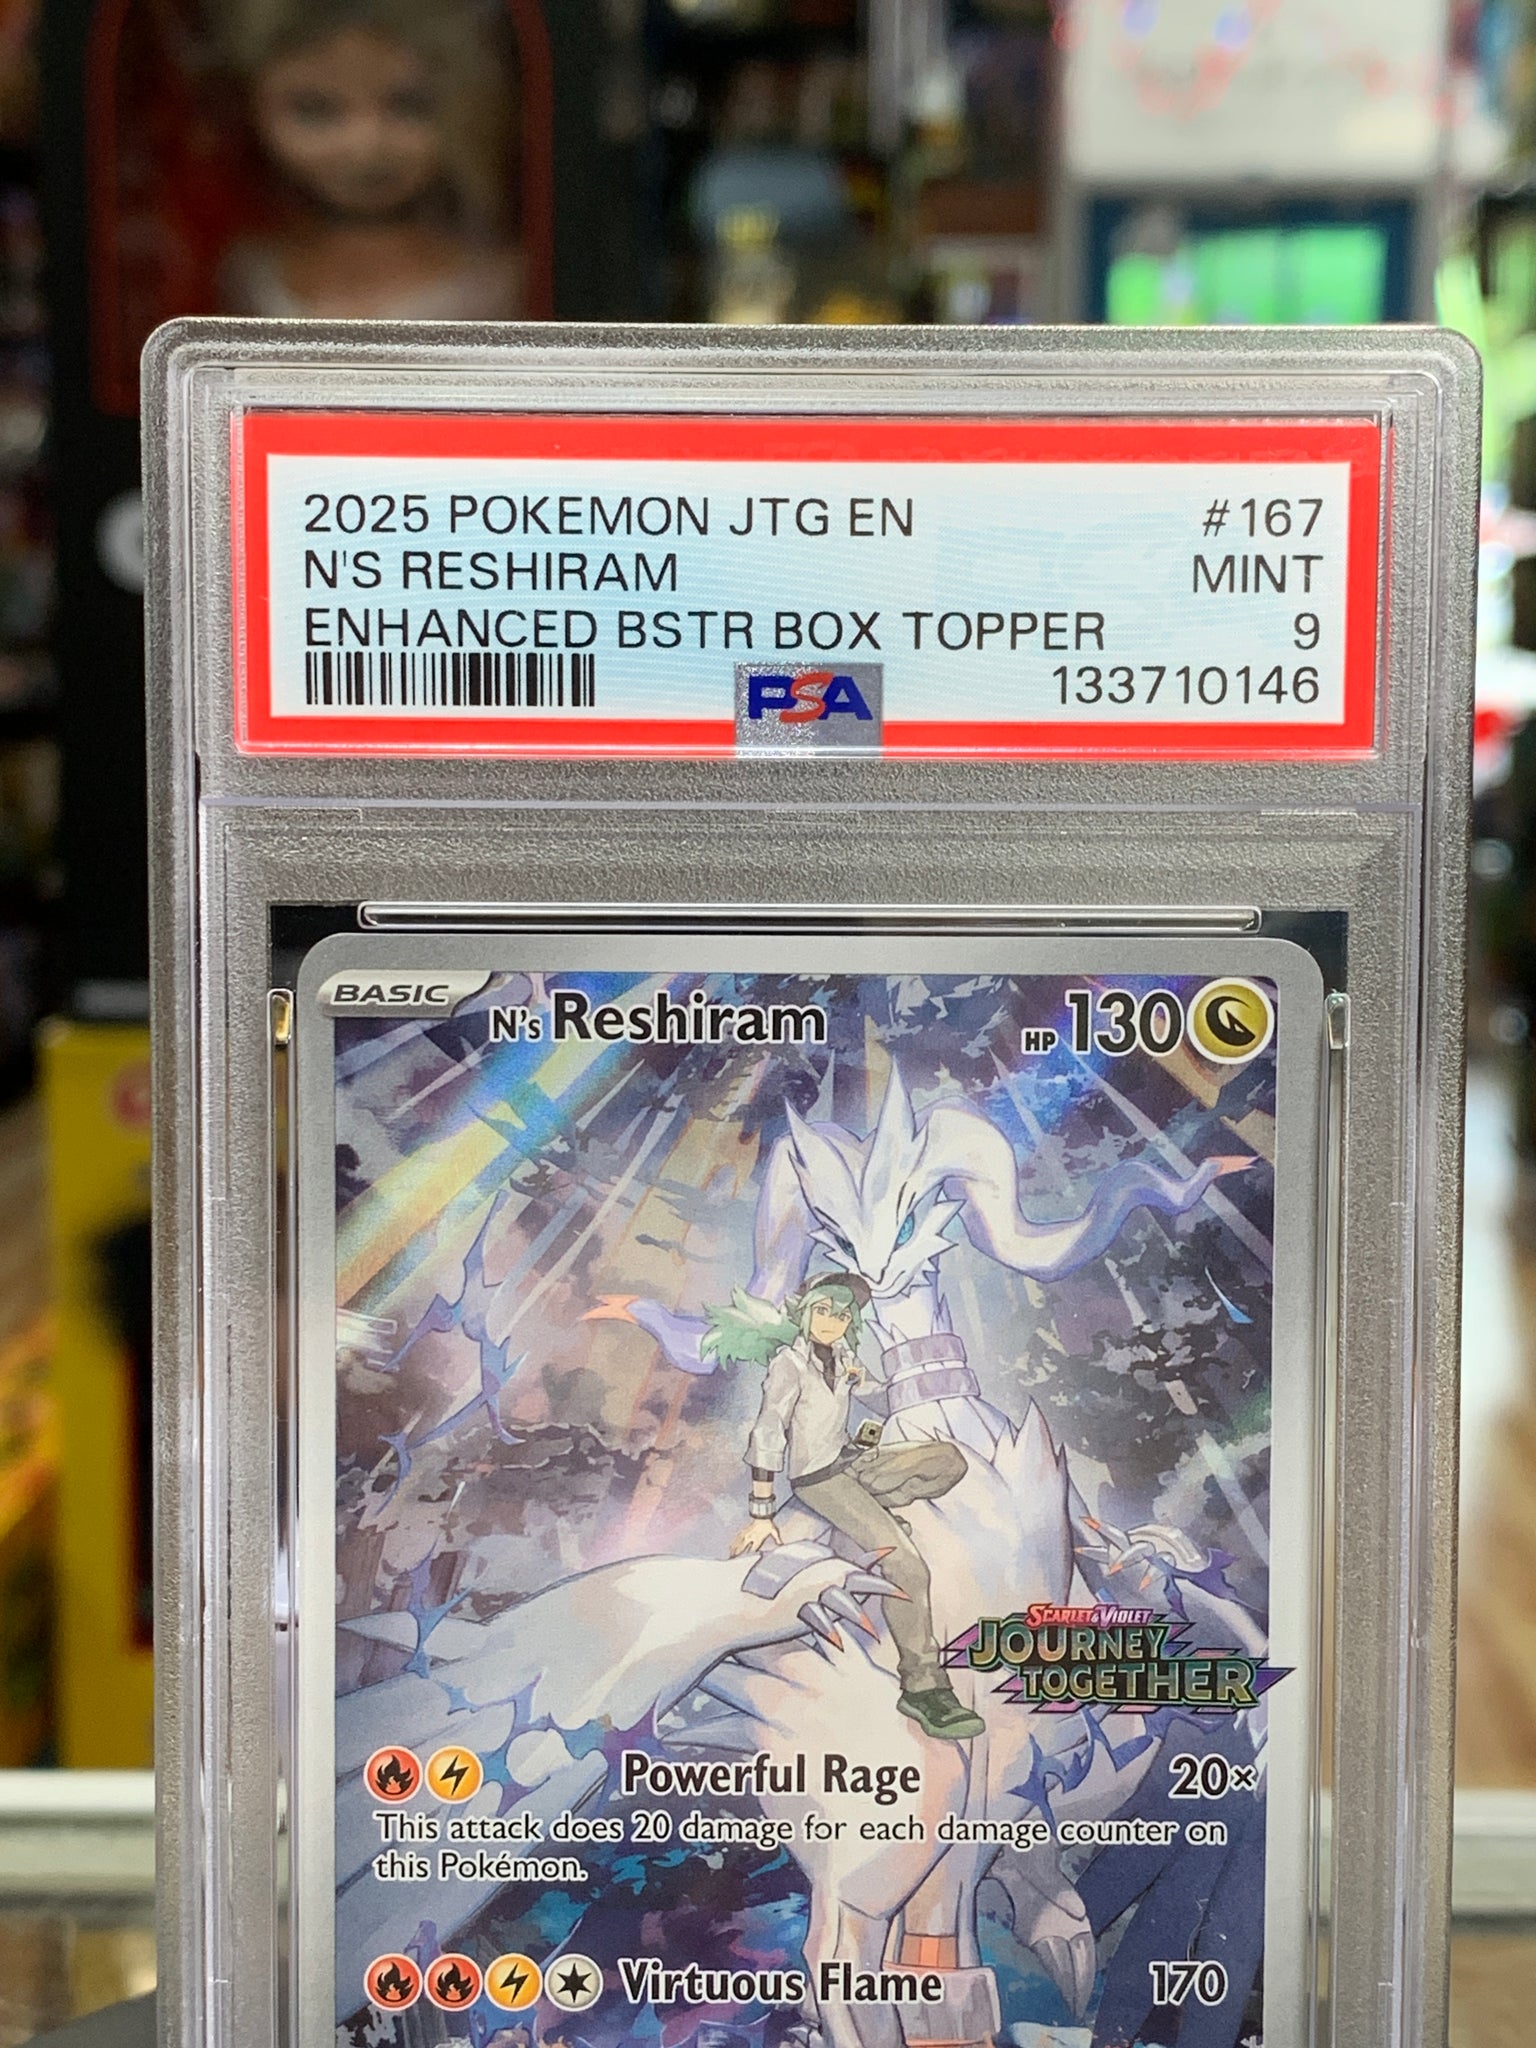 2025 POKEMON JTG EN #167
N'S RESHIRAM MINT
ENHANCED BSTR BOX TOPPER 9
PSA 133710146
BASIC N's Reshiram HP 130
SCARLET & VIOLET
JOURNEY
TOGETHER
Powerful Rage 20×
This attack does 20 damage for each damage counter on
this Pokémon.
Virtuous Flame 170